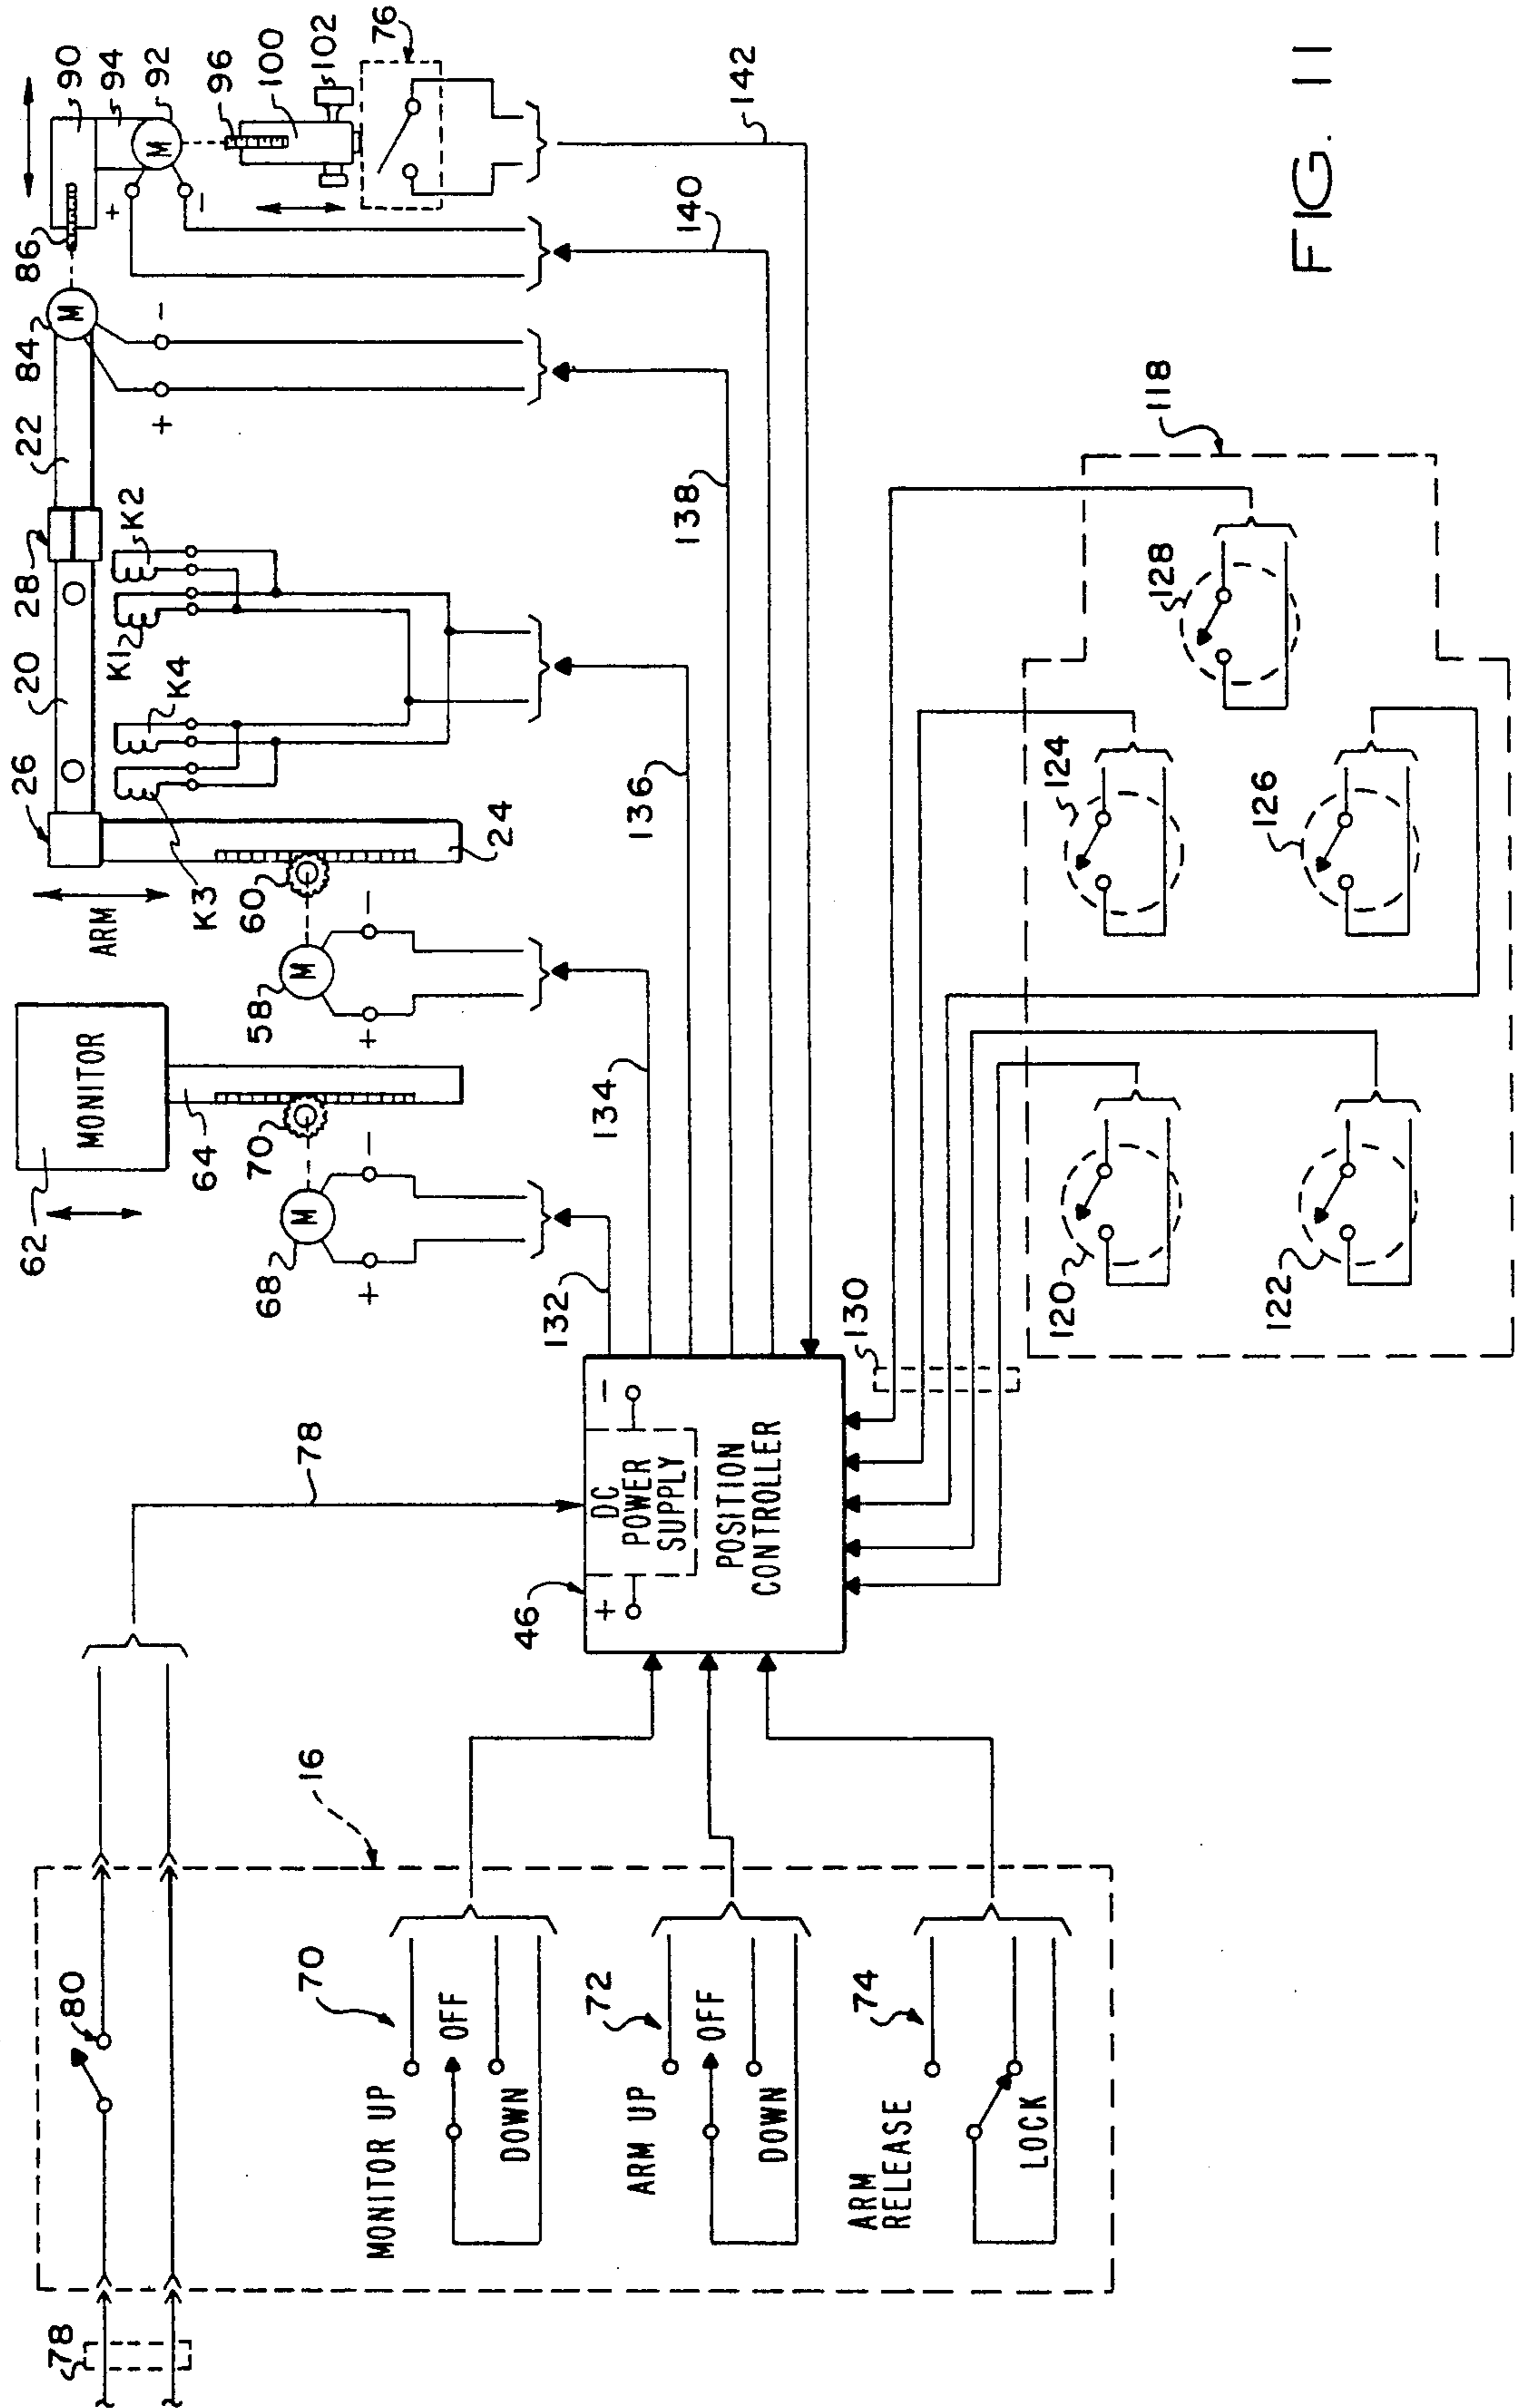 78
80
16
MONITOR UP
OFF
DOWN
70
ARM UP
OFF
DOWN
72
ARM
RELEASE
LOCK
74
78
46
+
-
DC
POWER
SUPPLY
POSITION
CONTROLLER
62
MONITOR
64
70
68
M
+
-
132
ARM
26
20
28
22
84
M
86
90
94
92
M
+
-
96
100
102
76
K3
K4
K1
K2
24
60
58
M
+
-
+
-
134
136
138
140
142
130
118
120
122
124
126
128
FIG. 11